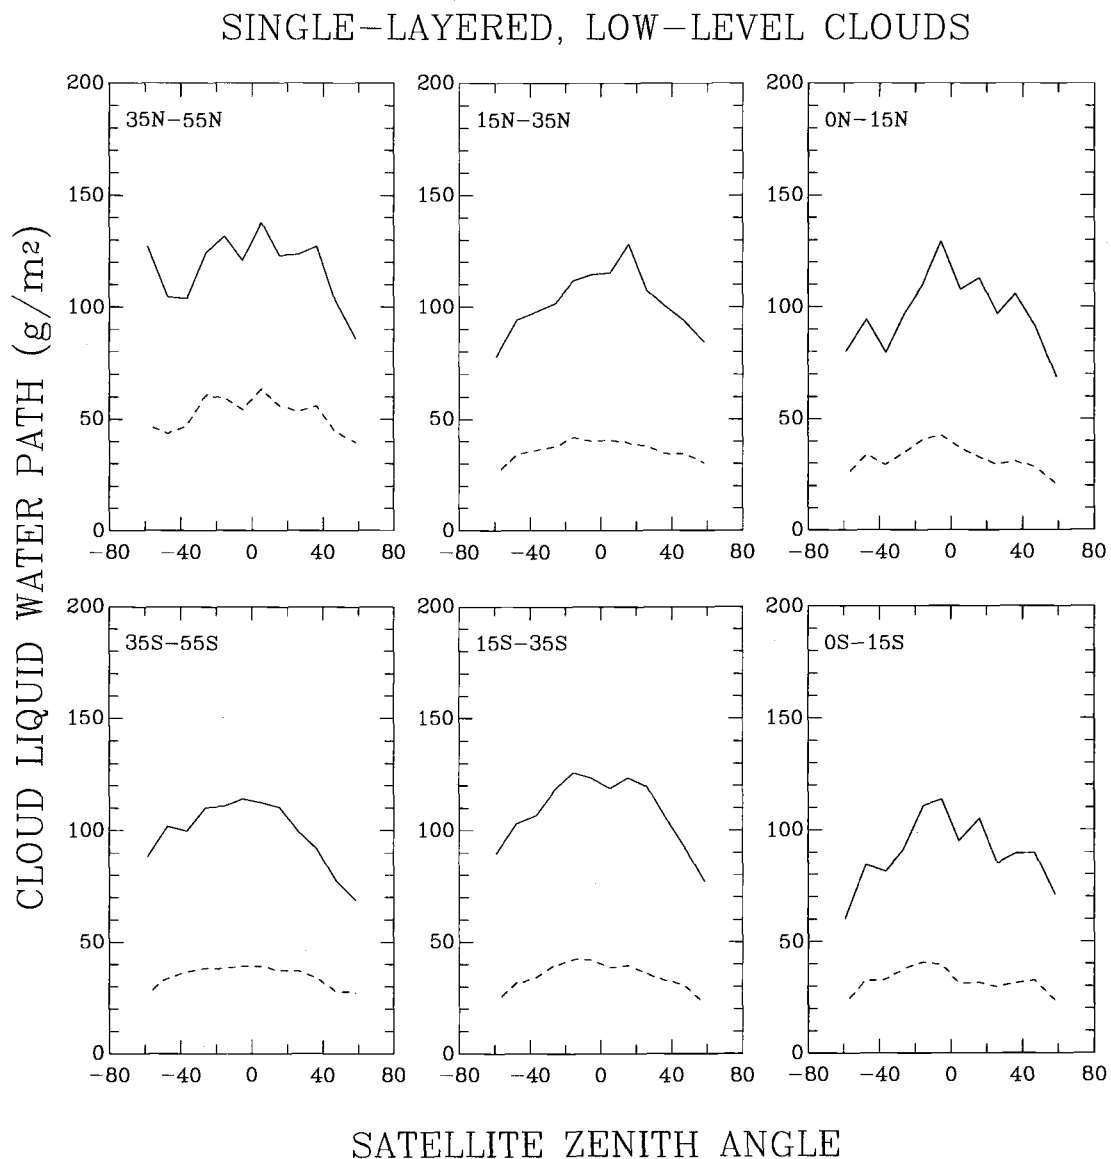 SINGLE-LAYERED, LOW-LEVEL CLOUDS
CLOUD LIQUID WATER PATH (g/m2)
200
150
100
50
0
35N-55N
-80 -40 0 40 80
200
150
100
50
0
15N-35N
-80 -40 0 40 80
200
150
100
50
0
0N-15N
-80 -40 0 40 80
200
150
100
50
0
35S-55S
-80 -40 0 40 80
200
150
100
50
0
15S-35S
-80 -40 0 40 80
200
150
100
50
0
0S-15S
-80 -40 0 40 80
SATELLITE ZENITH ANGLE